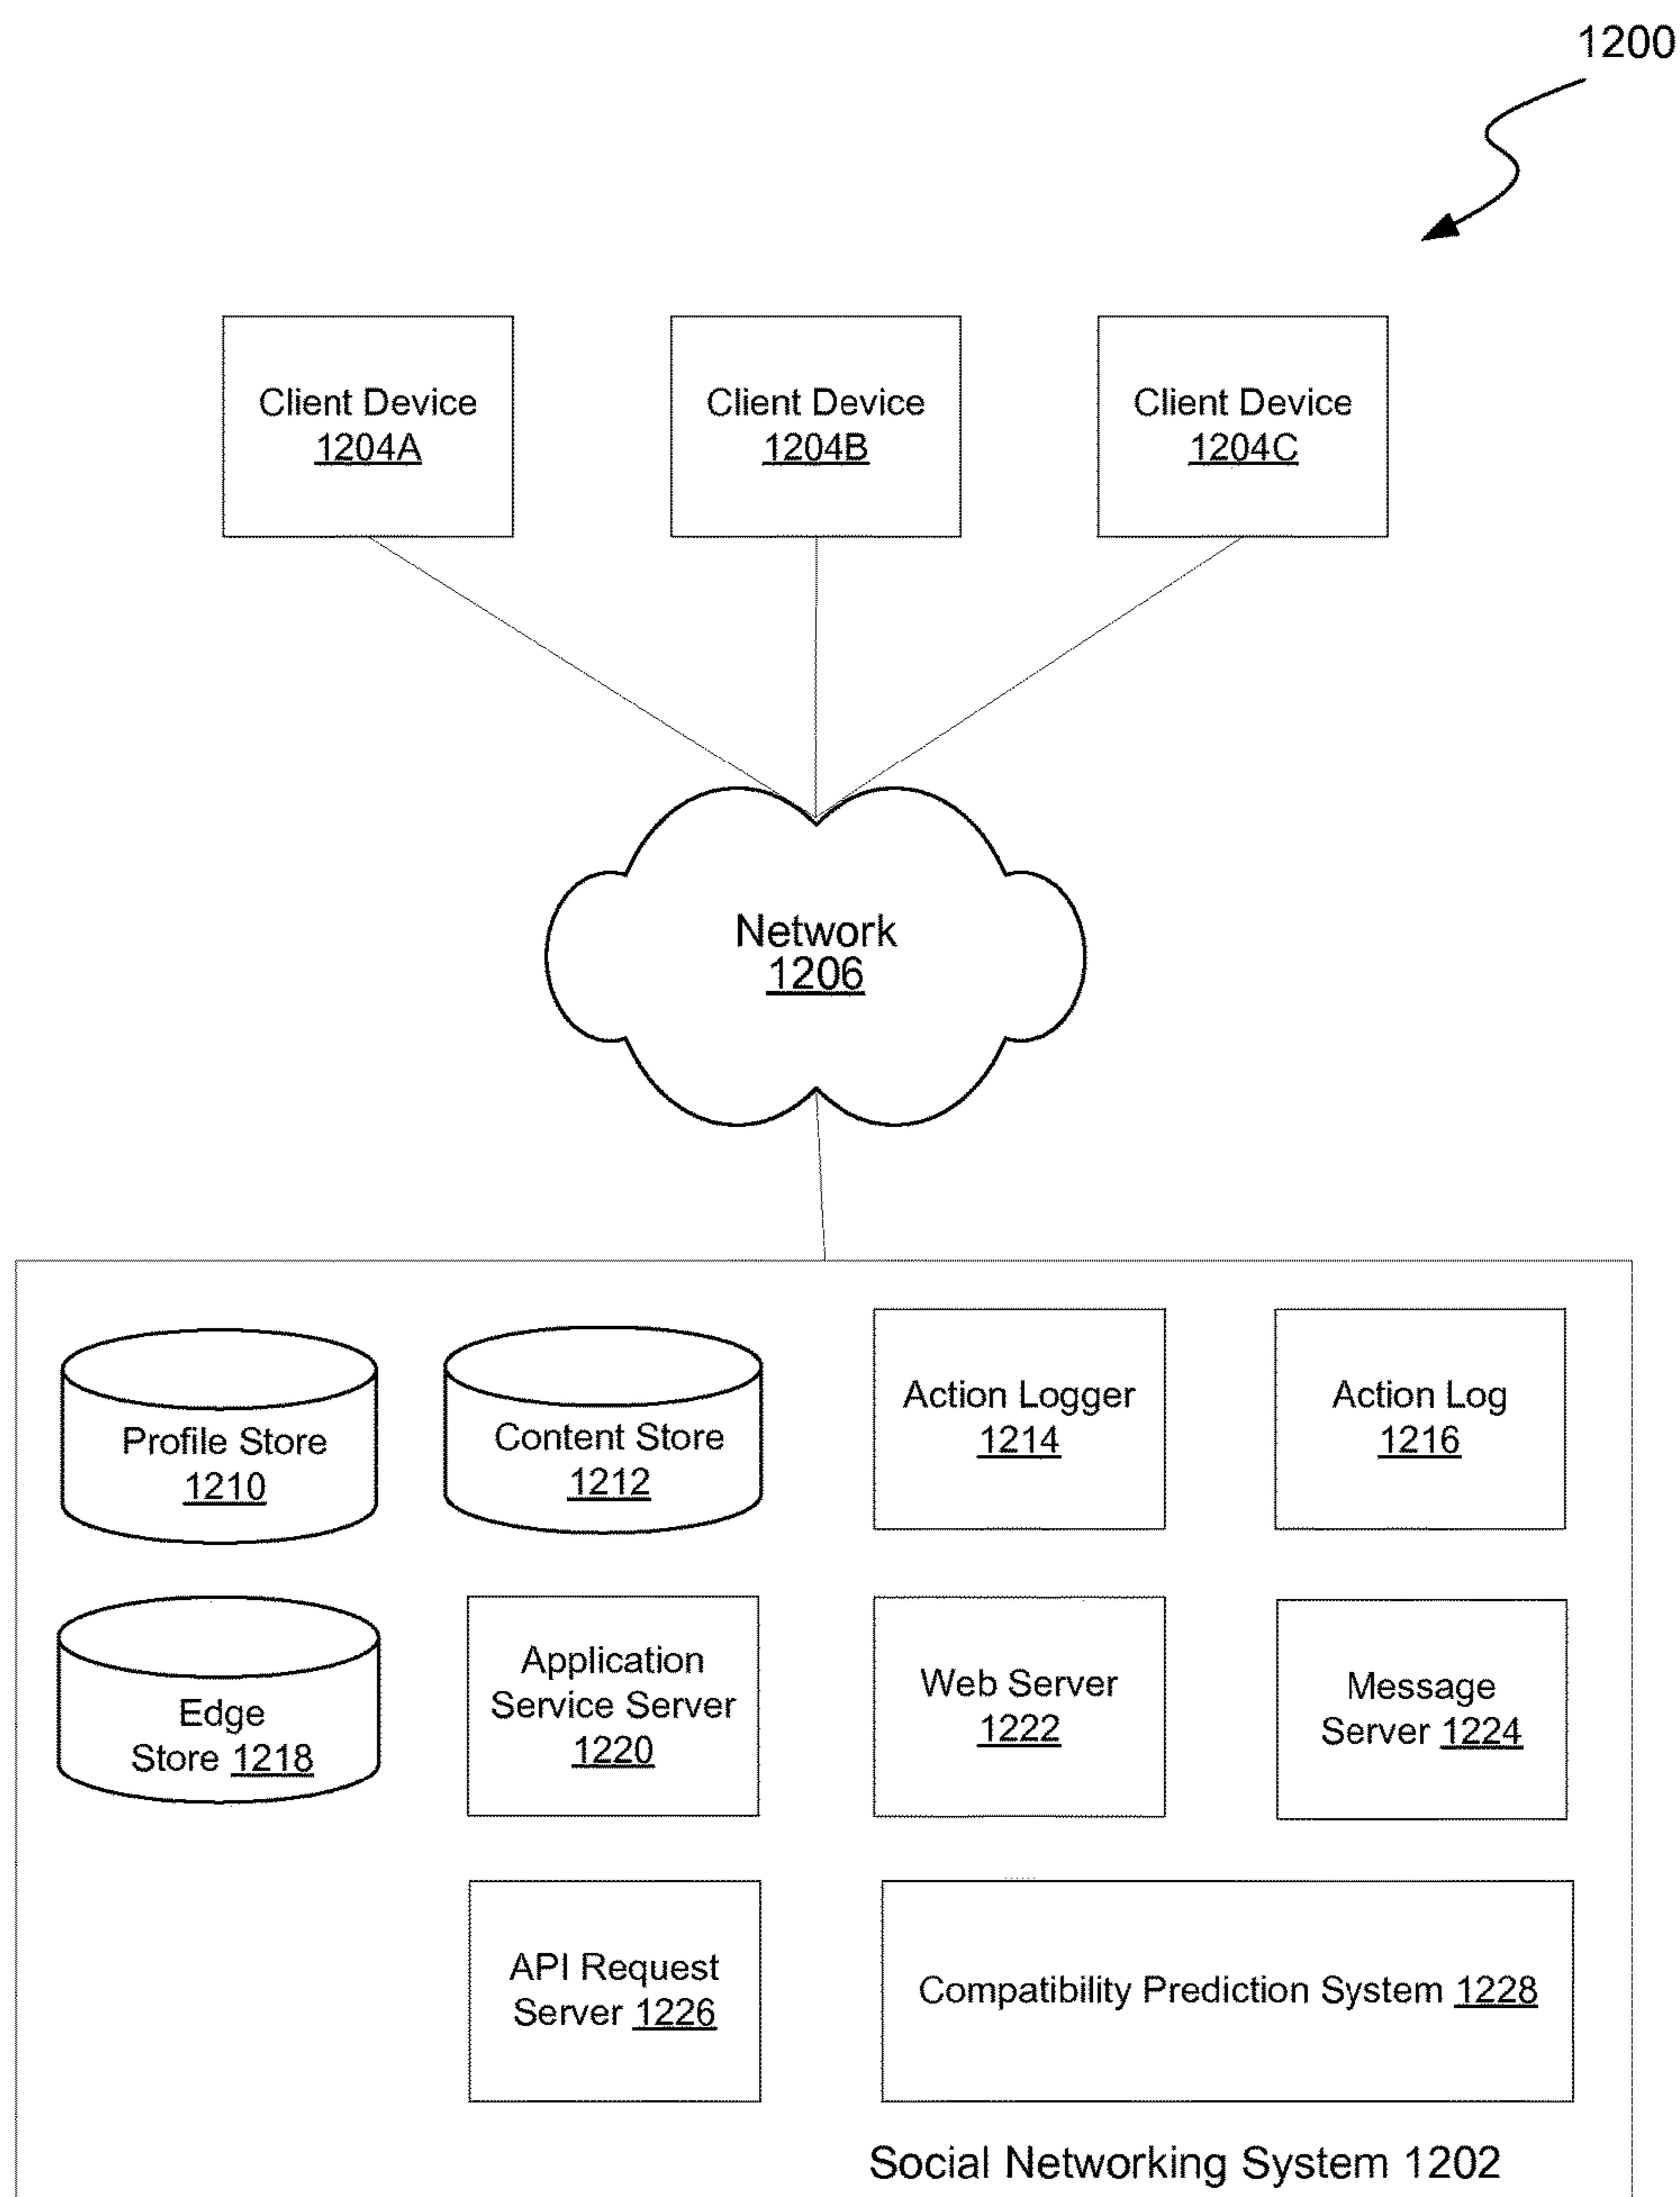 1200
Client Device
1204A
Client Device
1204B
Client Device
1204C
Network
1206
Profile Store
1210
Content Store
1212
Action Logger
1214
Action Log
1216
Edge
Store 1218
Application
Service Server
1220
Web Server
1222
Message
Server 1224
API Request
Server 1226
Compatibility Prediction System 1228
Social Networking System 1202